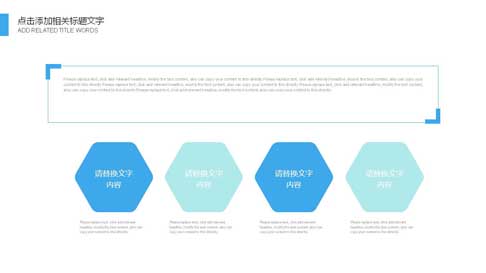 点击添加相关标题文字
ADD RELATED TITLE WORDS
Please replace text, click add relevant headline, modify the text content, also can copy your content to this directly. Please replace text, click add relevant headline, modify the text content, also can copy your
content to this directly. Please replace text, click add relevant headline, modify the text content, also can copy your content to this directly. Please replace text, click add relevant headline, modify the text content,
also can copy your content to this directly. Please replace text, click add relevant headline, modify the text content, also can copy your content to this directly.
请替换文字
内容
请替换文字
内容
请替换文字
内容
请替换文字
内容
Please replace text, click add relevant
headline, modify the text content, also can
copy your content to this directly.
Please replace text, click add relevant
headline, modify the text content, also can
copy your content to this directly.
Please replace text, click add relevant
headline, modify the text content, also can
copy your content to this directly.
Please replace text, click add relevant
headline, modify the text content, also can
copy your content to this directly.